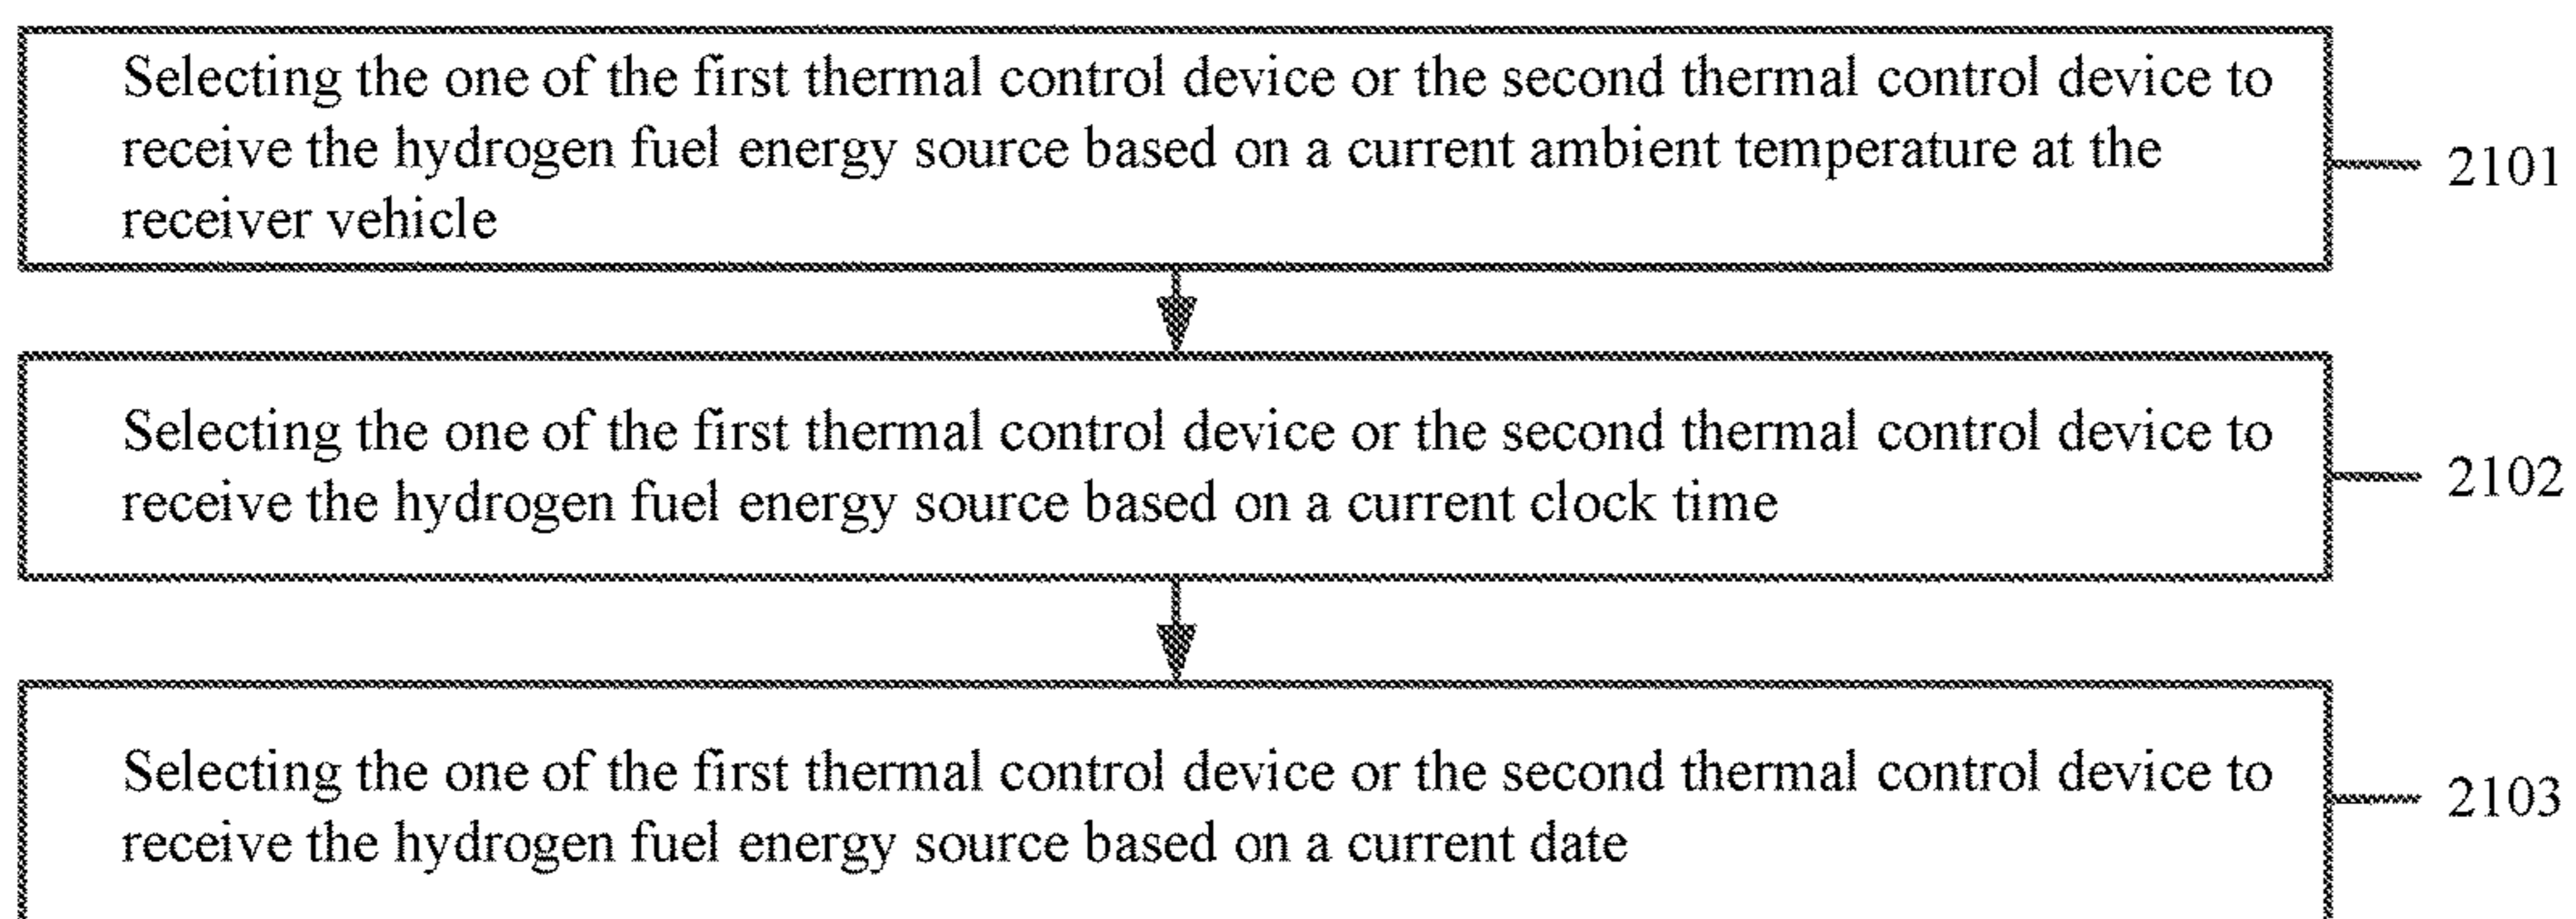 Selecting the one of the first thermal control device or the second thermal control device to
receive the hydrogen fuel energy source based on a current ambient temperature at the
receiver vehicle
2101
Selecting the one of the first thermal control device or the second thermal control device to
receive the hydrogen fuel energy source based on a current clock time
2102
Selecting the one of the first thermal control device or the second thermal control device to
receive the hydrogen fuel energy source based on a current date
2103